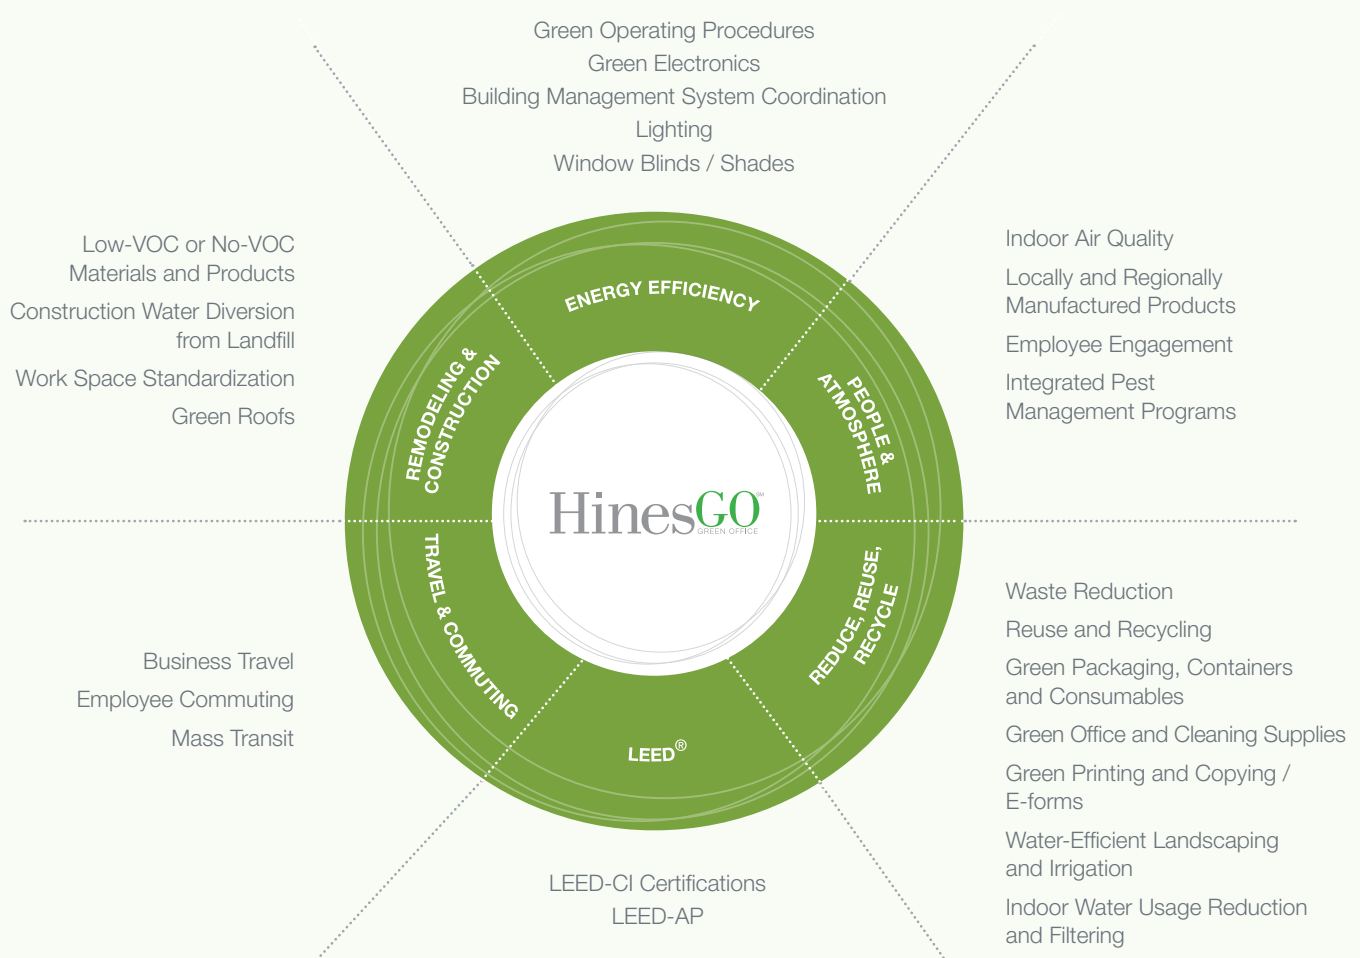 Green Operating Procedures
Green Electronics
Building Management System Coordination
Lighting
Window Blinds / Shades
ENERGY EFFICIENCY
Low-VOC or No-VOC
Materials and Products
Construction Water Diversion
from Landfill
Work Space Standardization
Green Roofs
REMODELING &
CONSTRUCTION
PEOPLE &
ATMOSPHERE
Indoor Air Quality
Locally and Regionally
Manufactured Products
Employee Engagement
Integrated Pest
Management Programs
HinesGO℠
GREEN OFFICE
TRAVEL & COMMUTING
Business Travel
Employee Commuting
Mass Transit
REDUCE, REUSE,
RECYCLE
Waste Reduction
Reuse and Recycling
Green Packaging, Containers
and Consumables
Green Office and Cleaning Supplies
Green Printing and Copying /
E-forms
Water-Efficient Landscaping
and Irrigation
Indoor Water Usage Reduction
and Filtering
LEED®
LEED-CI Certifications
LEED-AP